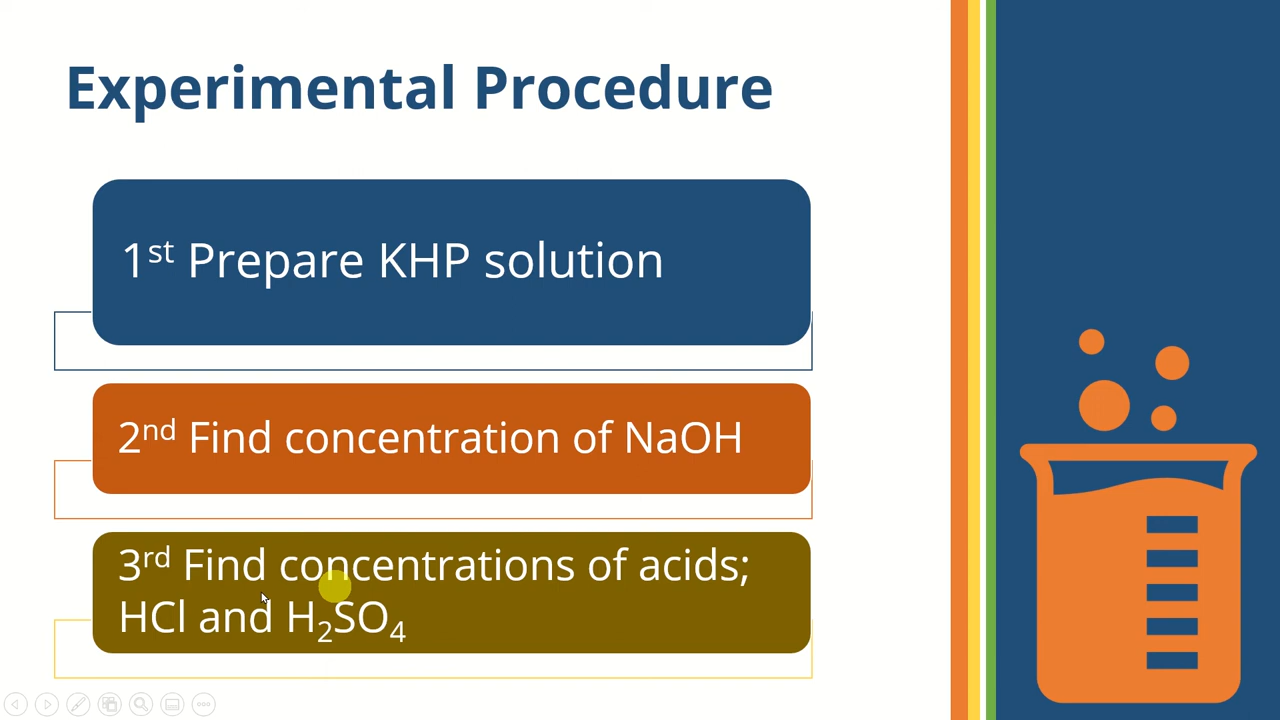 Experimental Procedure
1st Prepare KHP solution
2nd Find concentration of NaOH
3rd Find concentrations of acids;
HCl and H₂SO₄